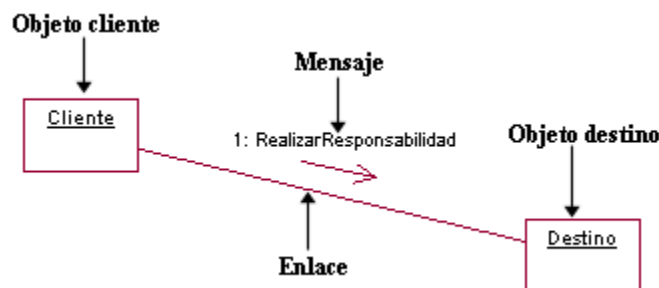 Objeto cliente
Mensaje
Cliente
1: RealizarResponsabilidad
Objeto destino
Destino
Enlace